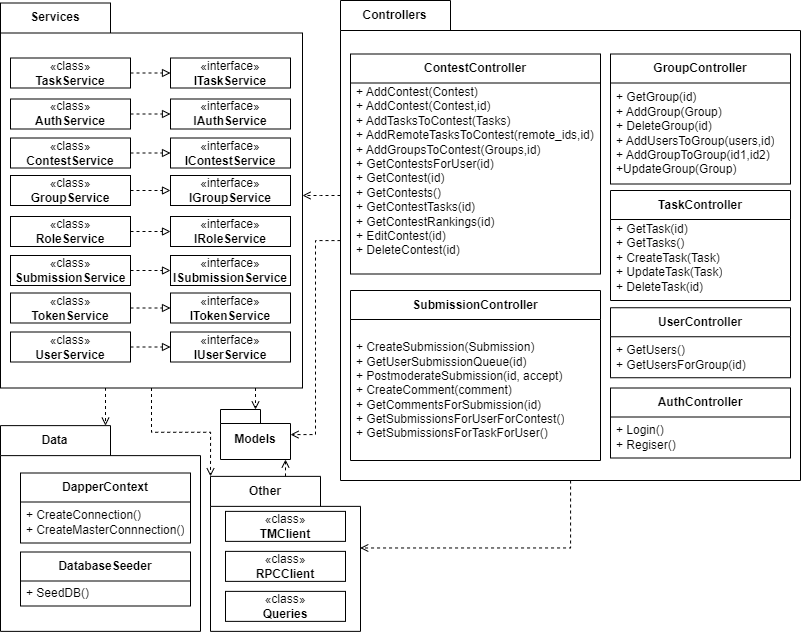 Services
«class»
TaskService
«interface»
ITaskService
«class»
AuthService
«interface»
IAuthService
«class»
ContestService
«interface»
IContestService
«class»
GroupService
«interface»
IGroupService
«class»
RoleService
«interface»
IRoleService
«class»
SubmissionService
«interface»
ISubmissionService
«class»
TokenService
«interface»
ITokenService
«class»
UserService
«interface»
IUserService
Controllers
ContestController
+ AddContest(Contest)
+ AddContest(Contest,id)
+ AddTasksToContest(Tasks)
+ AddRemoteTasksToContest(remote_ids,id)
+ AddGroupsToContest(Groups,id)
+ GetContestsForUser(id)
+ GetContest(id)
+ GetContests()
+ GetContestTasks(id)
+ GetContestRankings(id)
+ EditContest(id)
+ DeleteContest(id)
SubmissionController
+ CreateSubmission(Submission)
+ GetUserSubmissionQueue(id)
+ PostmoderateSubmission(id, accept)
+ CreateComment(comment)
+ GetCommentsForSubmission(id)
+ GetSubmissionsForUserForContest()
+ GetSubmissionsForTaskForUser()
GroupController
+ GetGroup(id)
+ AddGroup(Group)
+ DeleteGroup(id)
+ AddUsersToGroup(users,id)
+ AddGroupToGroup(id1,id2)
+UpdateGroup(Group)
TaskController
+ GetTask(id)
+ GetTasks()
+ CreateTask(Task)
+ UpdateTask(Task)
+ DeleteTask(id)
UserController
+ GetUsers()
+ GetUsersForGroup(id)
AuthController
+ Login()
+ Regiser()
Data
DapperContext
+ CreateConnection()
+ CreateMasterConnnection()
DatabaseSeeder
+ SeedDB()
Models
Other
«class»
TMClient
«class»
RPCClient
«class»
Queries